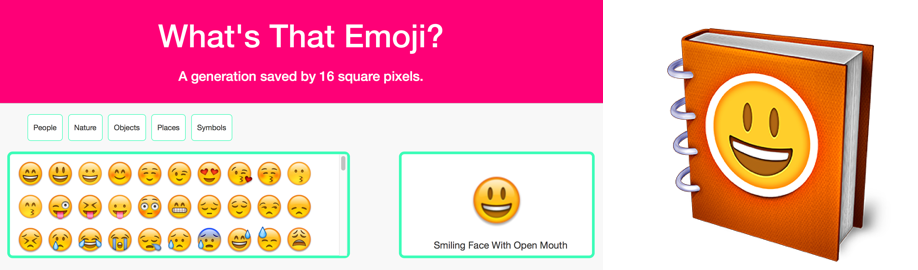 What's That Emoji?
A generation saved by 16 square pixels.
People
Nature
Objects
Places
Symbols
Smiling Face With Open Mouth